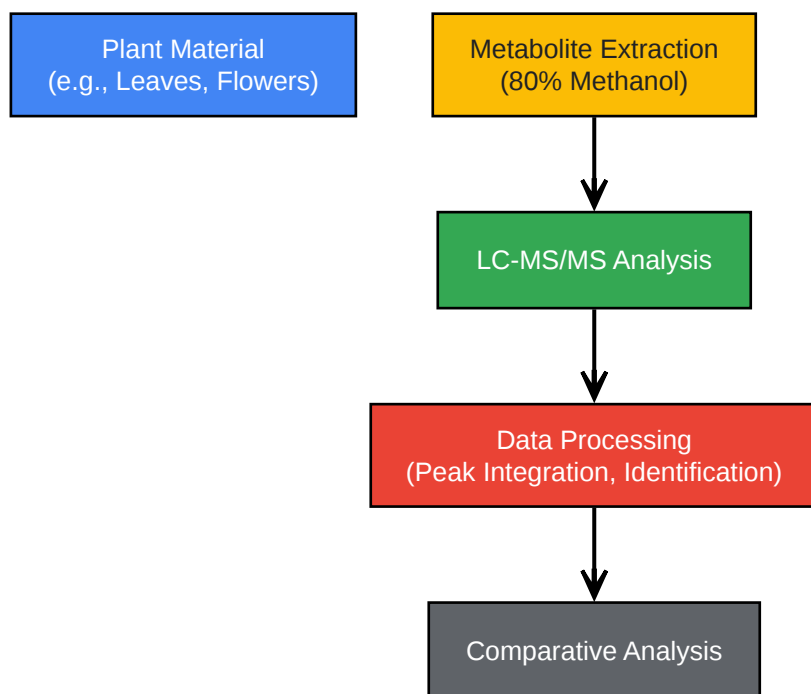 Plant Material
(e.g., Leaves, Flowers)
Metabolite Extraction
(80% Methanol)
LC-MS/MS Analysis
Data Processing
(Peak Integration, Identification)
Comparative Analysis